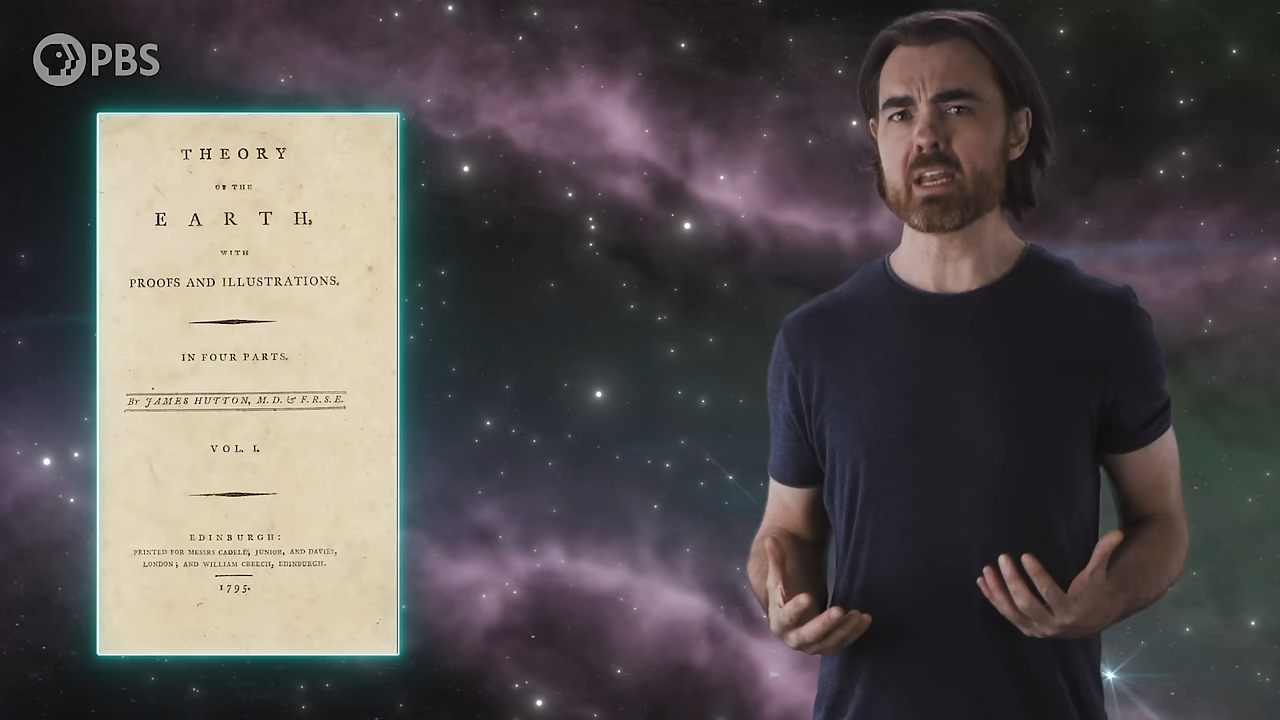 PBS
THEORY
OF THE
EARTH,
WITH
PROOFS AND ILLUSTRATIONS.
IN FOUR PARTS.
By JAMES HUTTON, M.D. & F.R.S.E.
VOL. I.
EDINBURGH:
PRINTED FOR MESSRS CADELL, JUNIOR, AND DAVIES,
LONDON; AND WILLIAM CREECH, EDINBURGH.
1795.